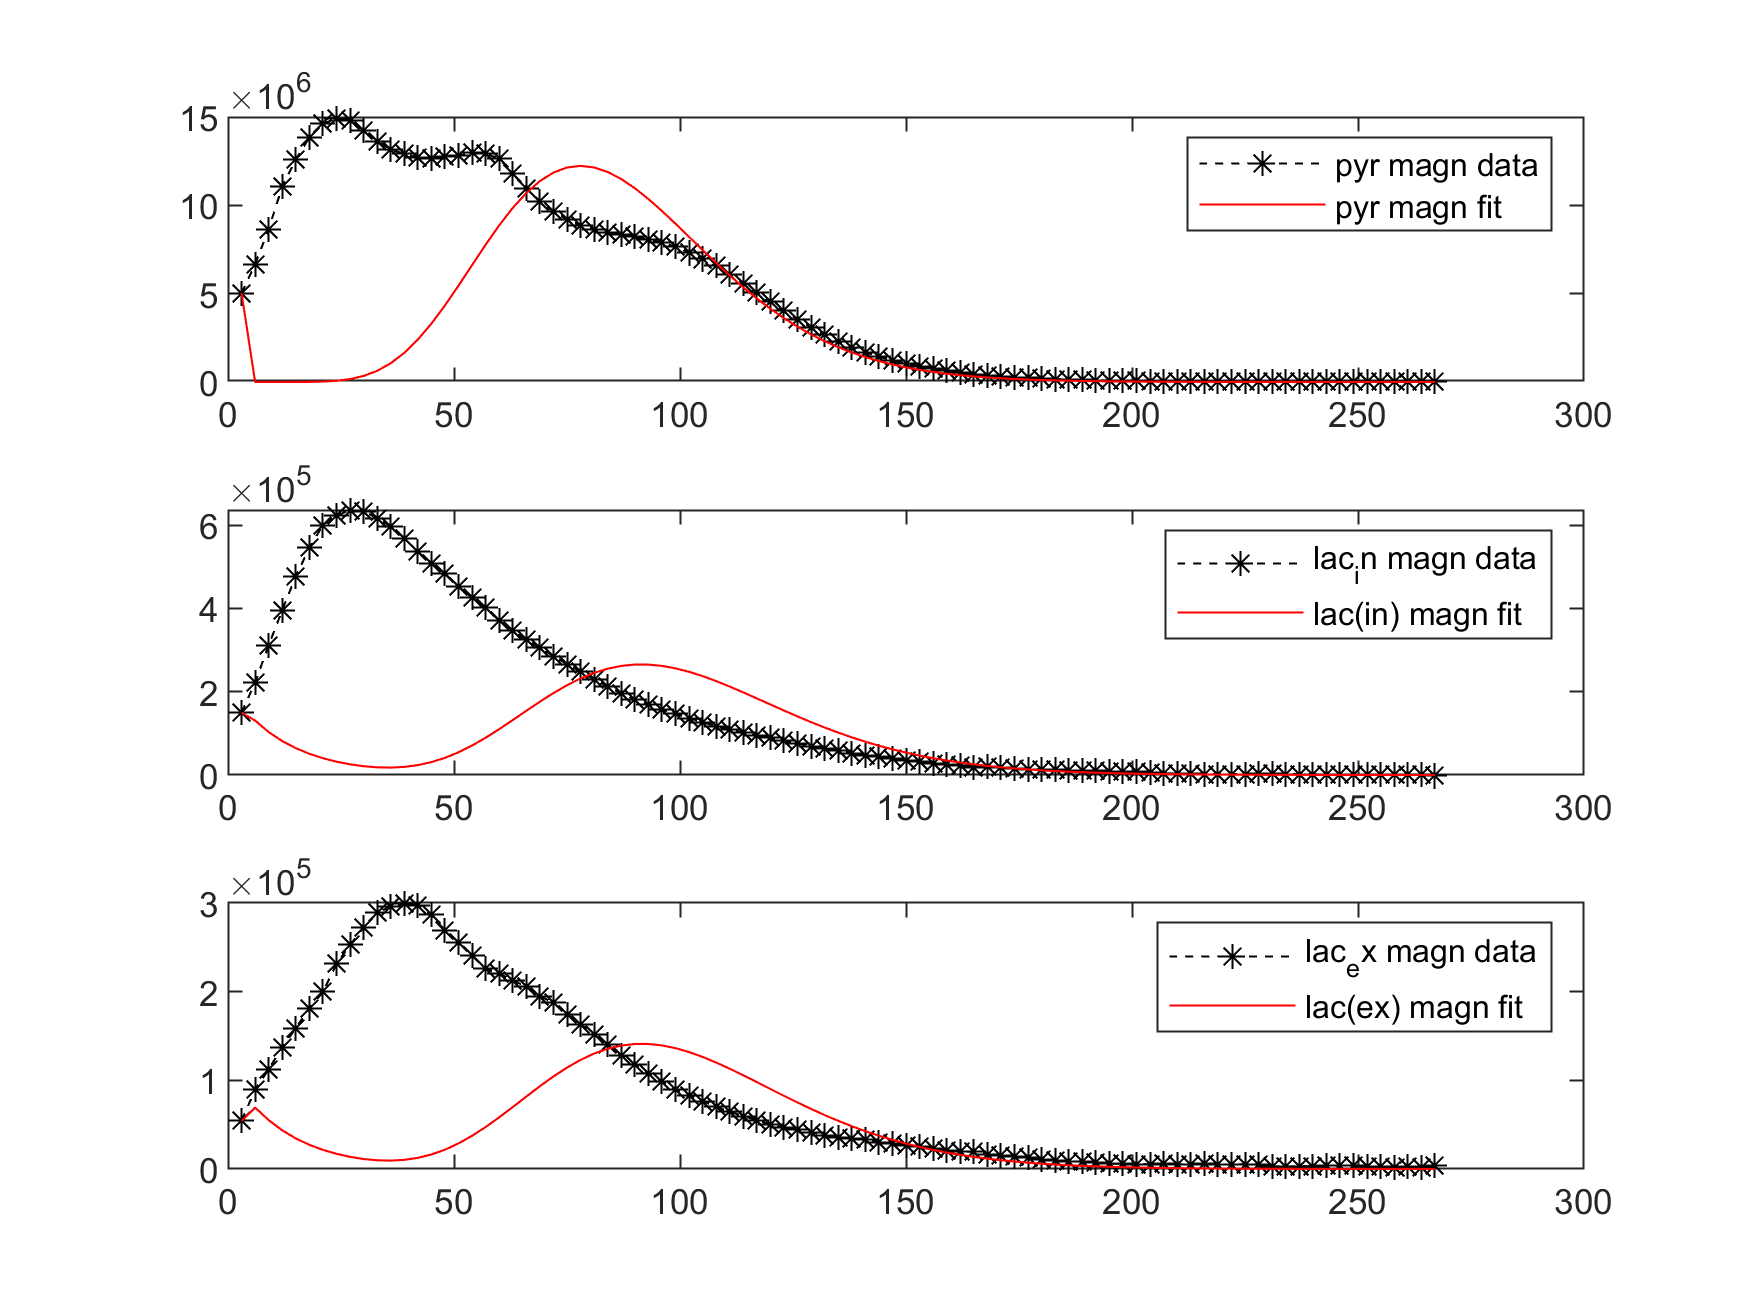 ×10^6
15
10
5
0
0 50 100 150 200 250 300
pyr magn data
pyr magn fit
×10^5
6
4
2
0
0 50 100 150 200 250 300
lac_in magn data
lac(in) magn fit
×10^5
3
2
1
0
0 50 100 150 200 250 300
lac_ex magn data
lac(ex) magn fit